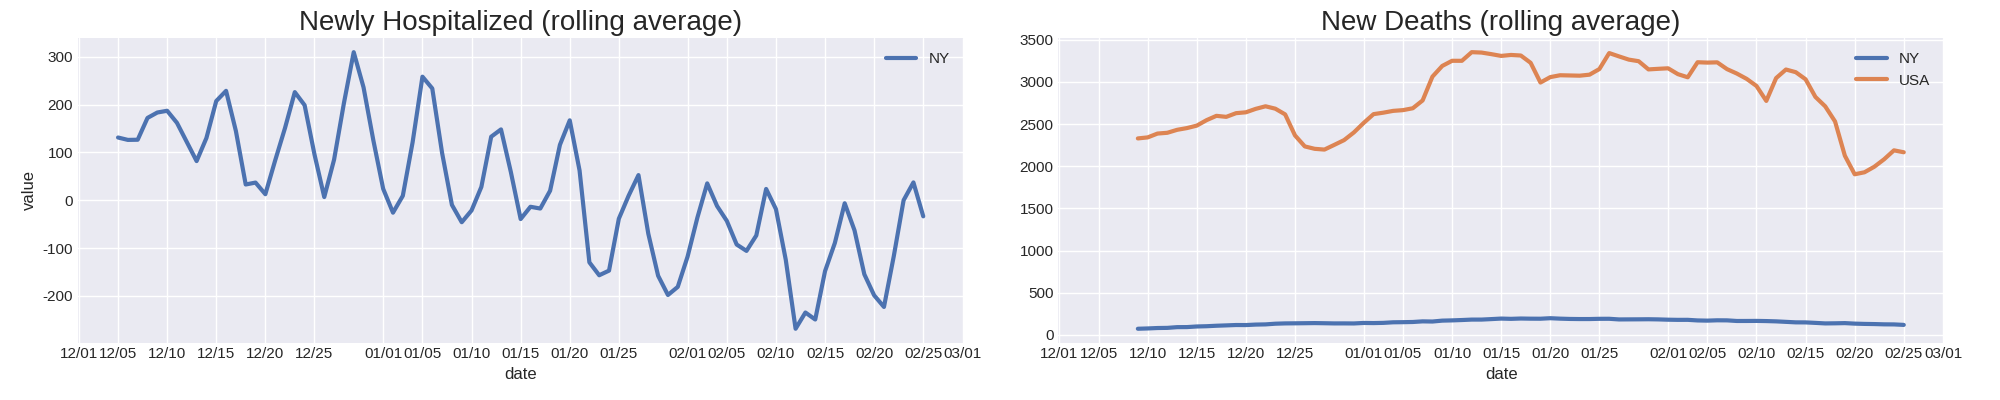 Newly Hospitalized (rolling average)
300
200
100
0
-100
-200
value
NY
12/01 12/05 12/10 12/15 12/20 12/25 01/01 01/05 01/10 01/15 01/20 01/25 02/01 02/05 02/10 02/15 02/20 02/25 03/01
date
New Deaths (rolling average)
3500
3000
2500
2000
1500
1000
500
0
NY
USA
12/01 12/05 12/10 12/15 12/20 12/25 01/01 01/05 01/10 01/15 01/20 01/25 02/01 02/05 02/10 02/15 02/20 02/25 03/01
date